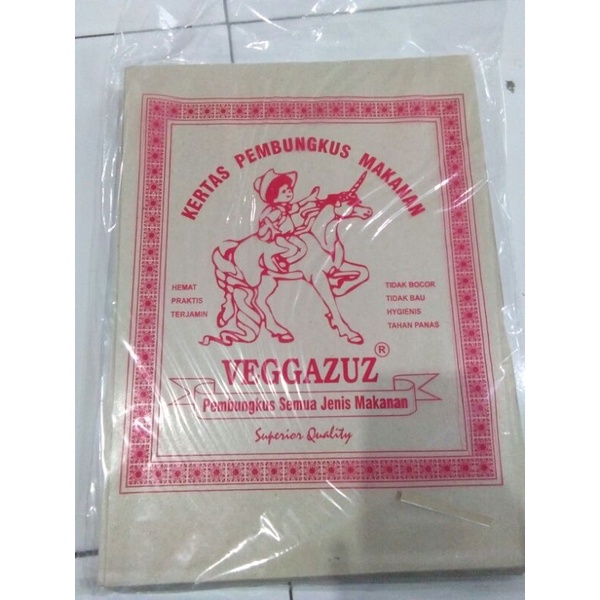 KERTAS PEMBUNGKUS MAKANAN
HEMAT
PRAKTIS
TERJAMIN
TIDAK BOCOR
TIDAK BAU
HYGIENIS
TAHAN PANAS
VEGGAZUZ ®
Pembungkus Semua Jenis Makanan
Superior Quality